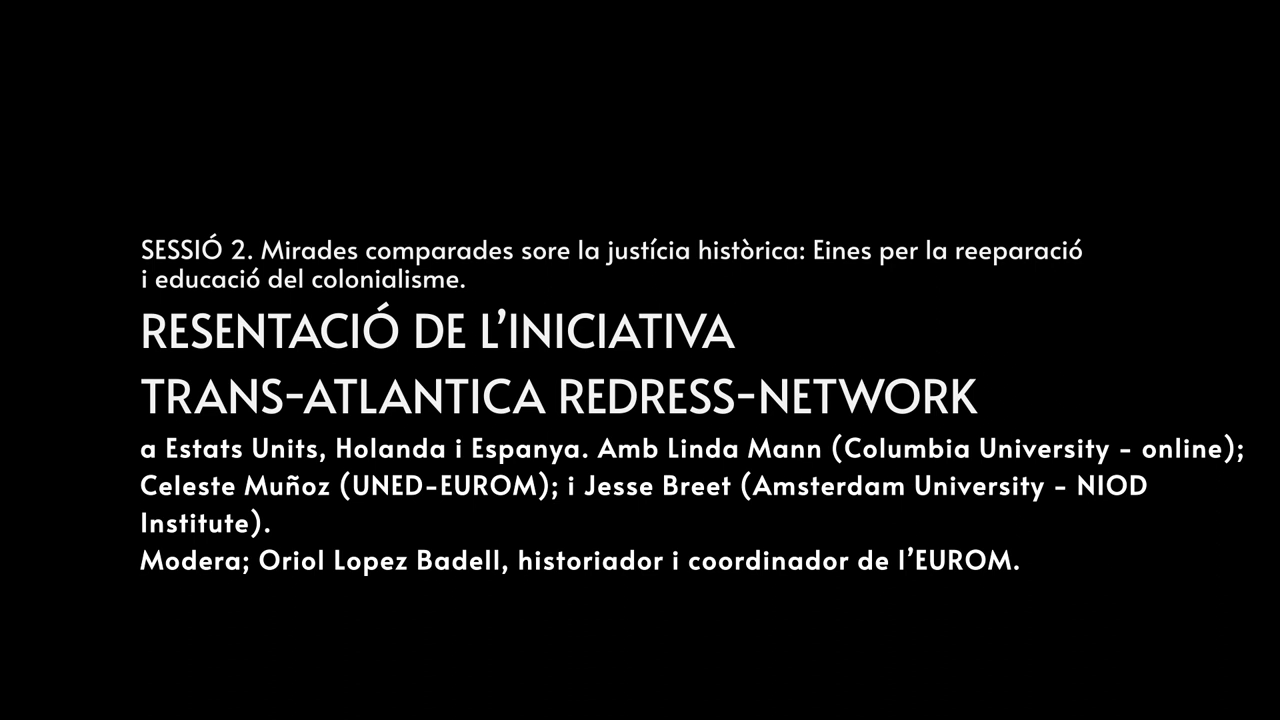 SESSIÓ 2. Mirades comparades sore la justícia històrica: Eines per la reeparació
i educació del colonialisme.
RESENTACIÓ DE L’INICIATIVA
TRANS-ATLANTICA REDRESS-NETWORK
a Estats Units, Holanda i Espanya. Amb Linda Mann (Columbia University - online);
Celeste Muñoz (UNED-EUROM); i Jesse Breet (Amsterdam University - NIOD
Institute).
Modera; Oriol Lopez Badell, historiador i coordinador de l’EUROM.